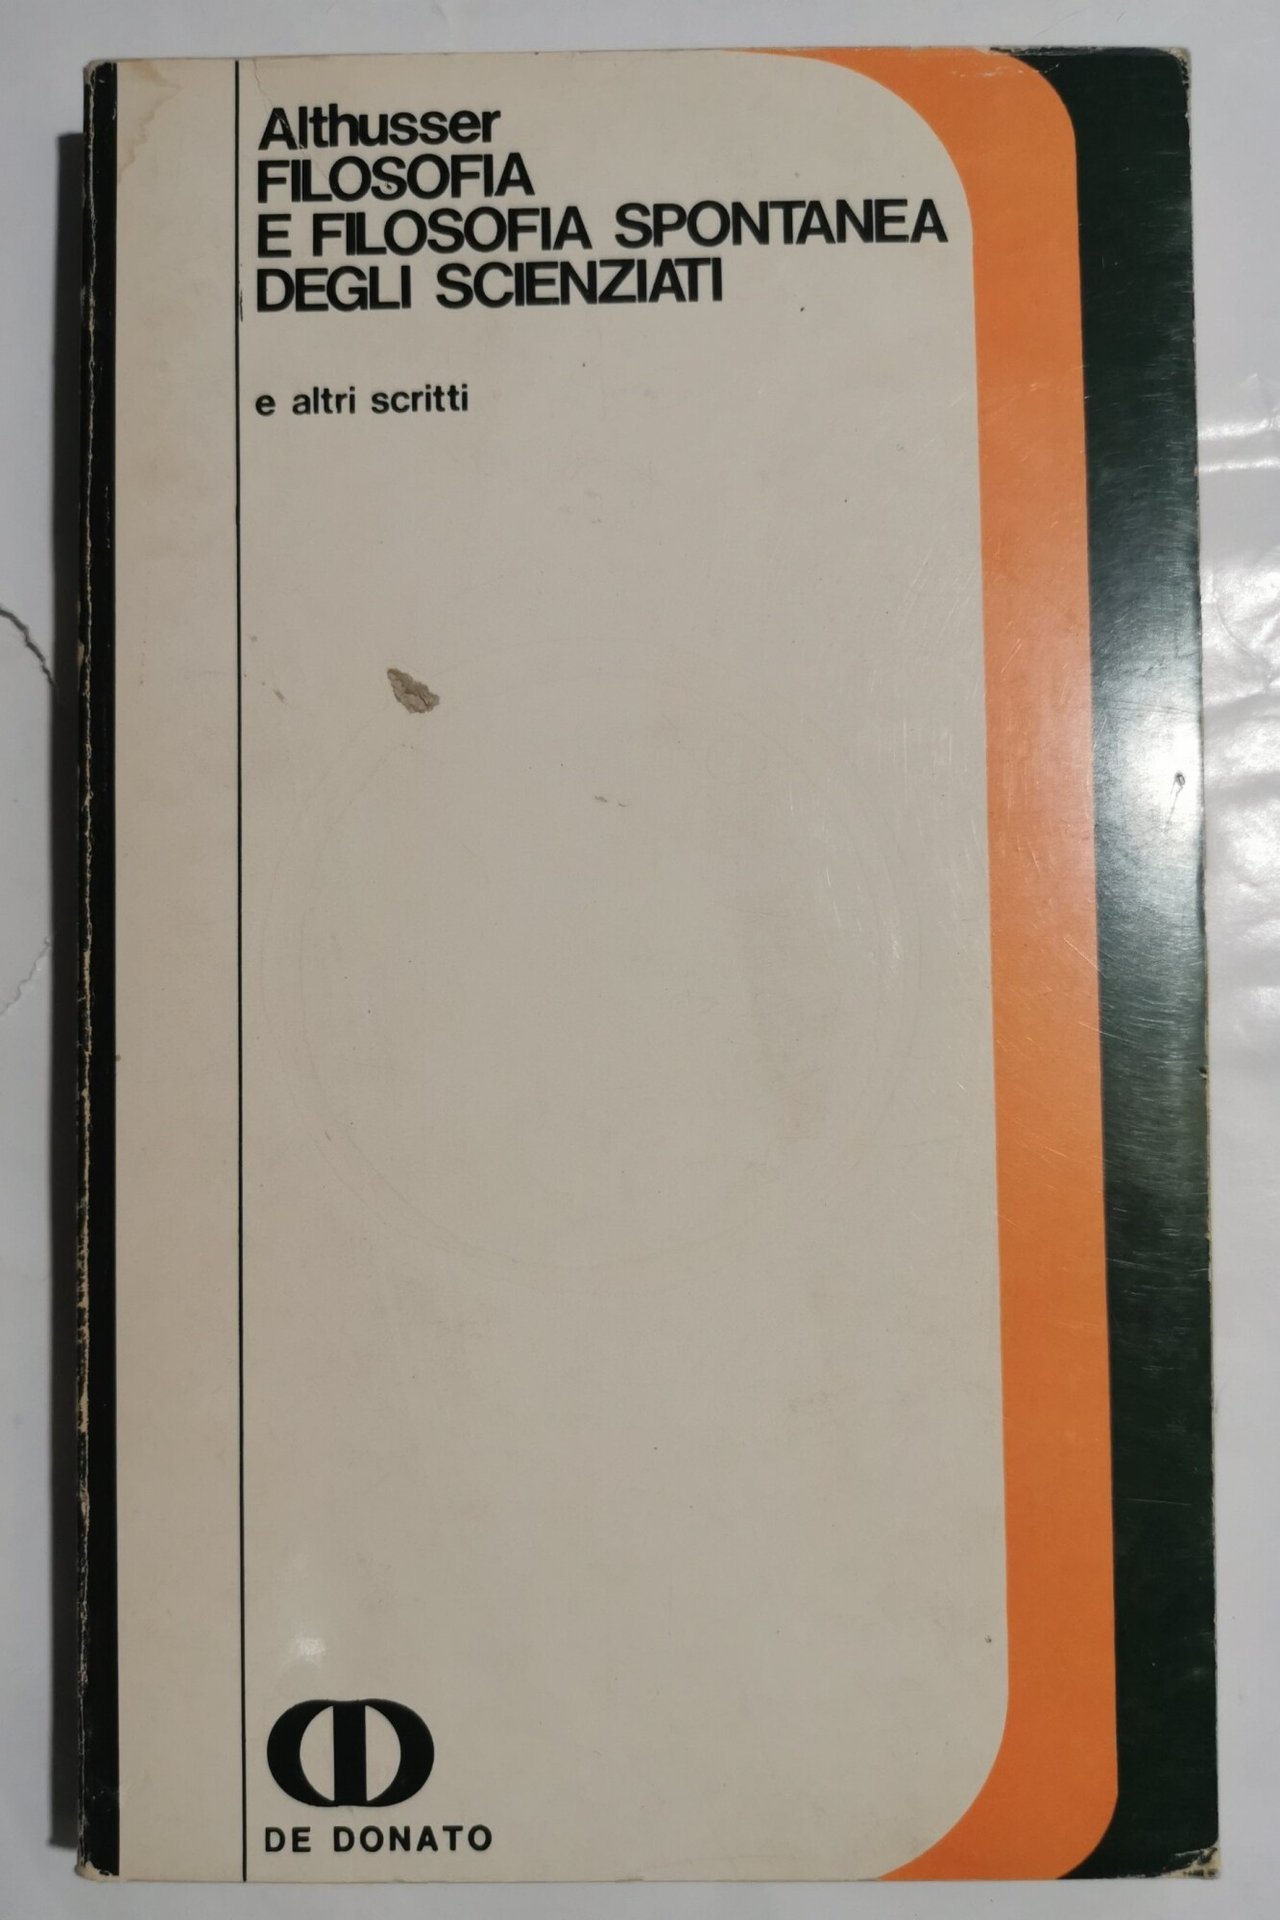 Althusser
FILOSOFIA
E FILOSOFIA SPONTANEA
DEGLI SCIENZIATI
e altri scritti
DE DONATO